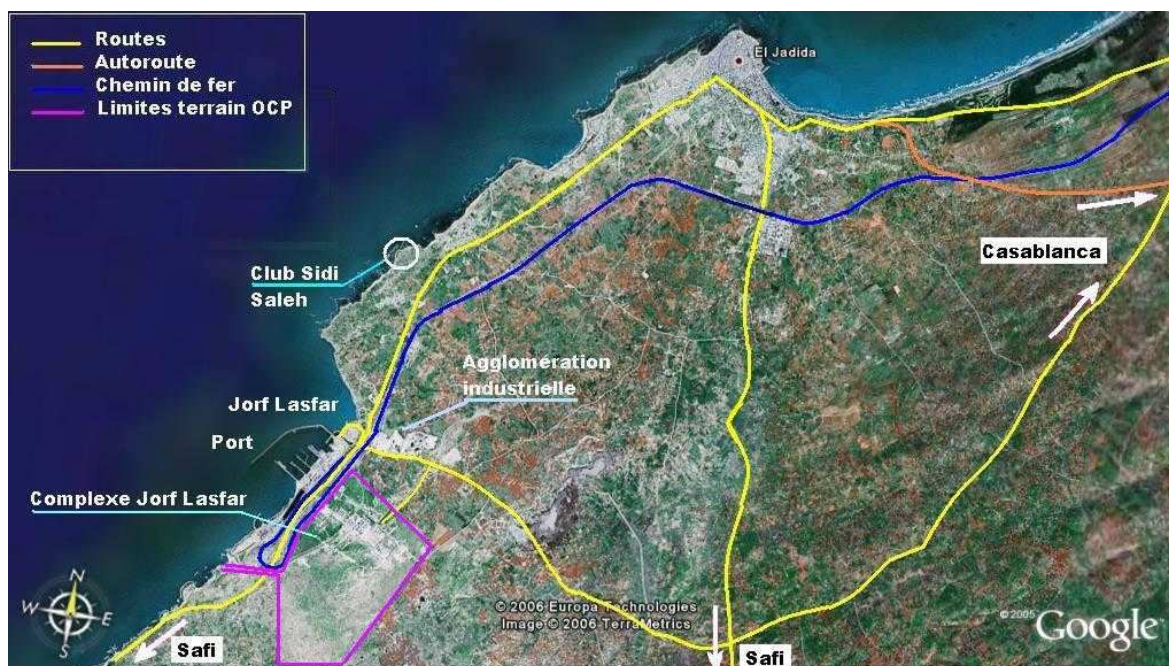 Routes
Autoroute
Chemin de fer
Limites terrain OCP
El Jadida
Casablanca
Club Sidi
Saleh
Agglomération
industrielle
Jorf Lasfar
Port
Complexe Jorf Lasfar
N
W
E
S
© 2006 Europa Technologies
Image © 2006 TerraMetrics
©2005 Google
Safi
Safi